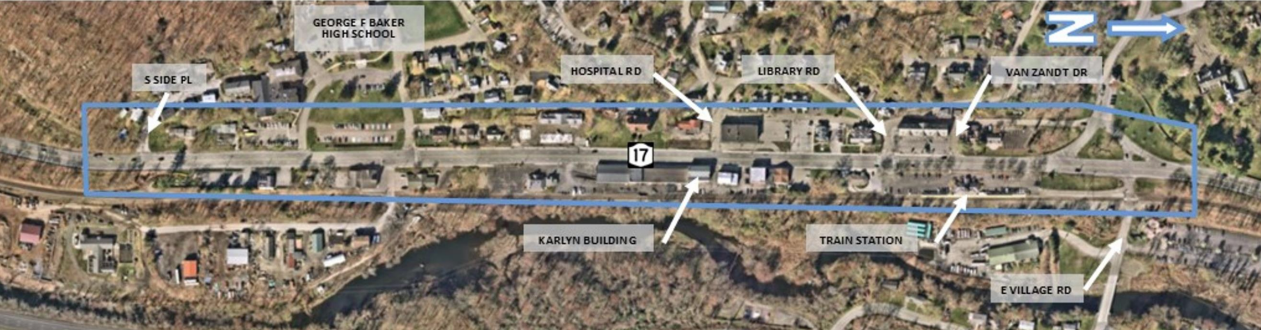 GEORGE F BAKER
HIGH SCHOOL
N
S SIDE PL
HOSPITAL RD
LIBRARY RD
VAN ZANDT DR
17
KARLYN BUILDING
TRAIN STATION
E VILLAGE RD